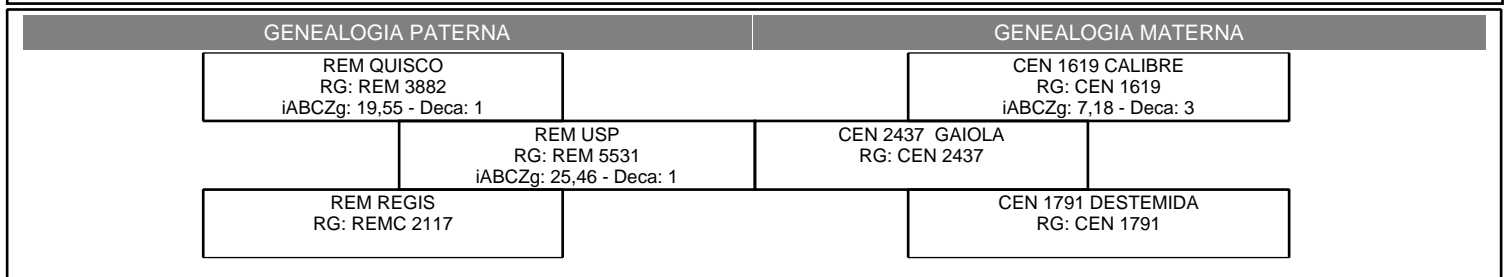 GENEALOGIA PATERNA
GENEALOGIA MATERNA
REM QUISCO
RG: REM 3882
iABCZg: 19,55 - Deca: 1
CEN 1619 CALIBRE
RG: CEN 1619
iABCZg: 7,18 - Deca: 3
REM USP
RG: REM 5531
iABCZg: 25,46 - Deca: 1
CEN 2437 GAIOLA
RG: CEN 2437
REM REGIS
RG: REMC 2117
CEN 1791 DESTEMIDA
RG: CEN 1791